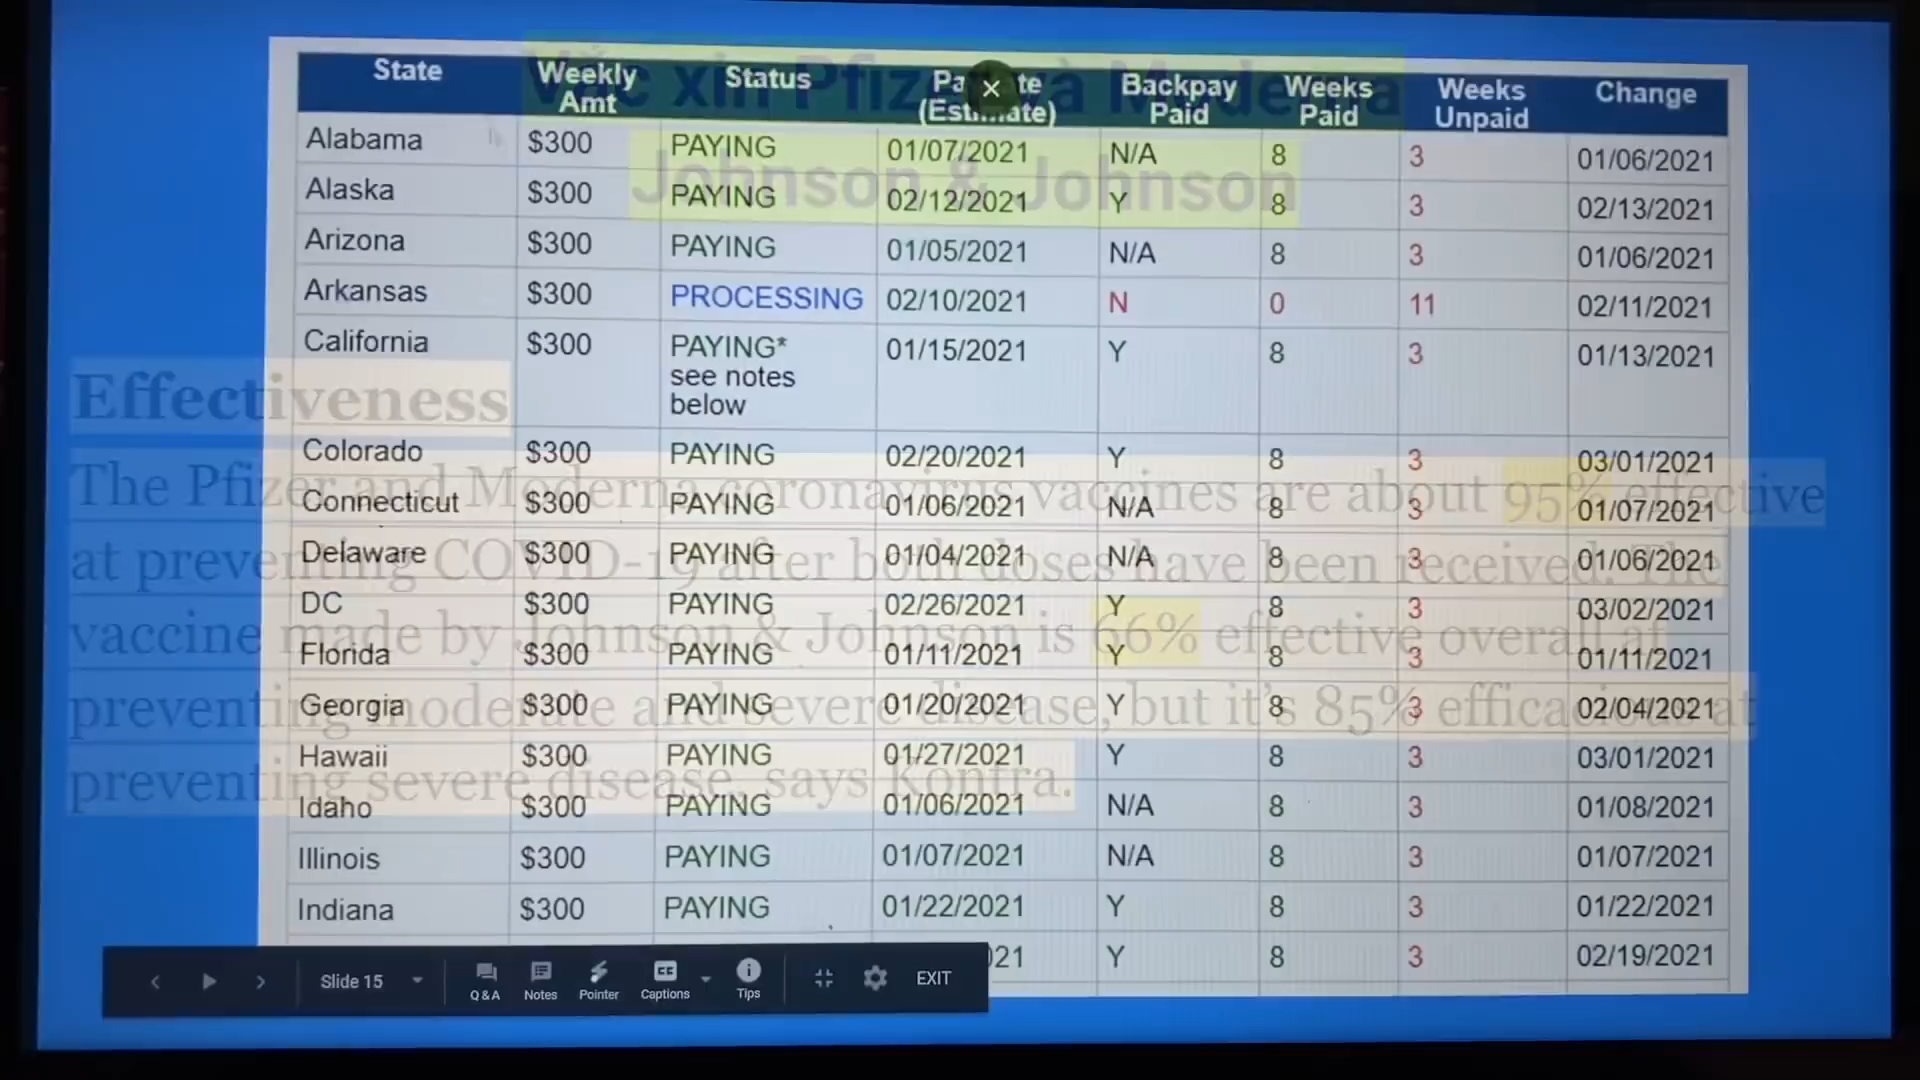 State Weekly Amt Status Pa te (Estimate) Backpay Paid Weeks Paid Weeks Unpaid Change
Vắc xin Pfizer và Moderna
Johnson & Johnson
Alabama $300 PAYING 01/07/2021 N/A 8 3 01/06/2021
Alaska $300 PAYING 02/12/2021 Y 8 3 02/13/2021
Arizona $300 PAYING 01/05/2021 N/A 8 3 01/06/2021
Arkansas $300 PROCESSING 02/10/2021 N 0 11 02/11/2021
California $300 PAYING* see notes below 01/15/2021 Y 8 3 01/13/2021
Colorado $300 PAYING 02/20/2021 Y 8 3 03/01/2021
Connecticut $300 PAYING 01/06/2021 N/A 8 3 01/07/2021
Delaware $300 PAYING 01/04/2021 N/A 8 3 01/06/2021
DC $300 PAYING 02/26/2021 Y 8 3 03/02/2021
Florida $300 PAYING 01/11/2021 Y 8 3 01/11/2021
Georgia $300 PAYING 01/20/2021 Y 8 3 02/04/2021
Hawaii $300 PAYING 01/27/2021 Y 8 3 03/01/2021
Idaho $300 PAYING 01/06/2021 N/A 8 3 01/08/2021
Illinois $300 PAYING 01/07/2021 N/A 8 3 01/07/2021
Indiana $300 PAYING 01/22/2021 Y 8 3 01/22/2021
021 Y 8 3 02/19/2021
Effectiveness
The Pfizer and Moderna coronavirus vaccines are about 95% effective
at preventing COVID-19 after both doses have been received. The
vaccine made by Johnson & Johnson is 66% effective overall at
preventing moderate and severe disease, but it's 85% efficacious at
preventing severe disease, says Kontra.
Slide 15 Q&A Notes Pointer CC Captions Tips EXIT